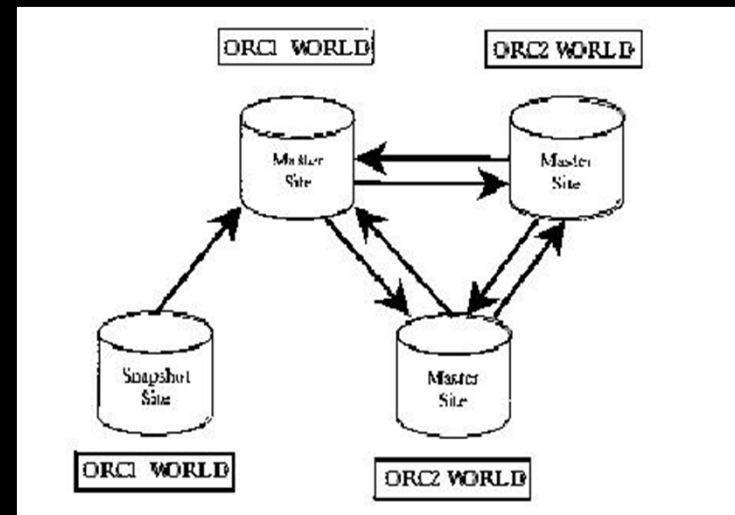 ORC1 WORLD
ORC2 WORLD
Master
Site
Master
Site
Snapshot
Site
Master
Site
ORC1 WORLD
ORC2 WORLD